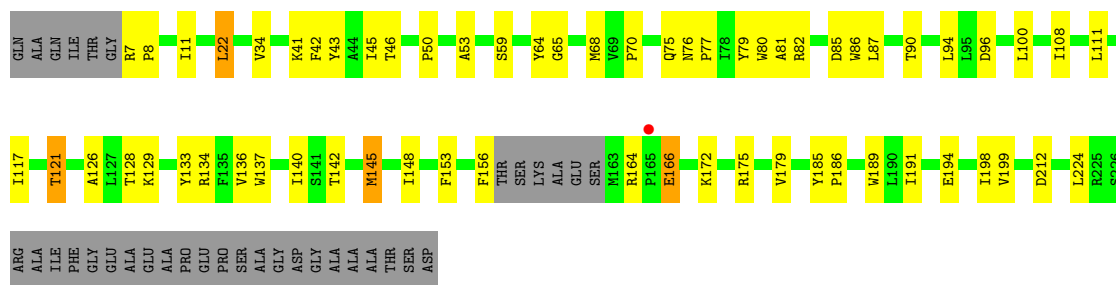 GLN ALA GLN ILE THR GLY R7 P8 I11 L22 V34 K41 F42 Y43 A44 I45 T46 P50 A53 S59 Y64 G65 M68 V69 P70 Q75 N76 P77 I78 Y79 W80 A81 R82 D85 W86 L87 T90 L94 L95 D96 L100 I108 L111
I117 T121 A126 L127 T128 K129 Y133 R134 F135 V136 W137 I140 S141 T142 M145 I148 F153 F156 THR SER LYS ALA GLU SER M163 R164 P165 E166 K172 R175 V179 Y185 P186 W189 L190 I191 E194 I198 V199 D212 L224 R225 S226
ARG ALA ILE PHE GLY GLU ALA GLU ALA PRO GLU PRO SER ALA GLY ASP GLY ALA ALA ALA THR SER ASP